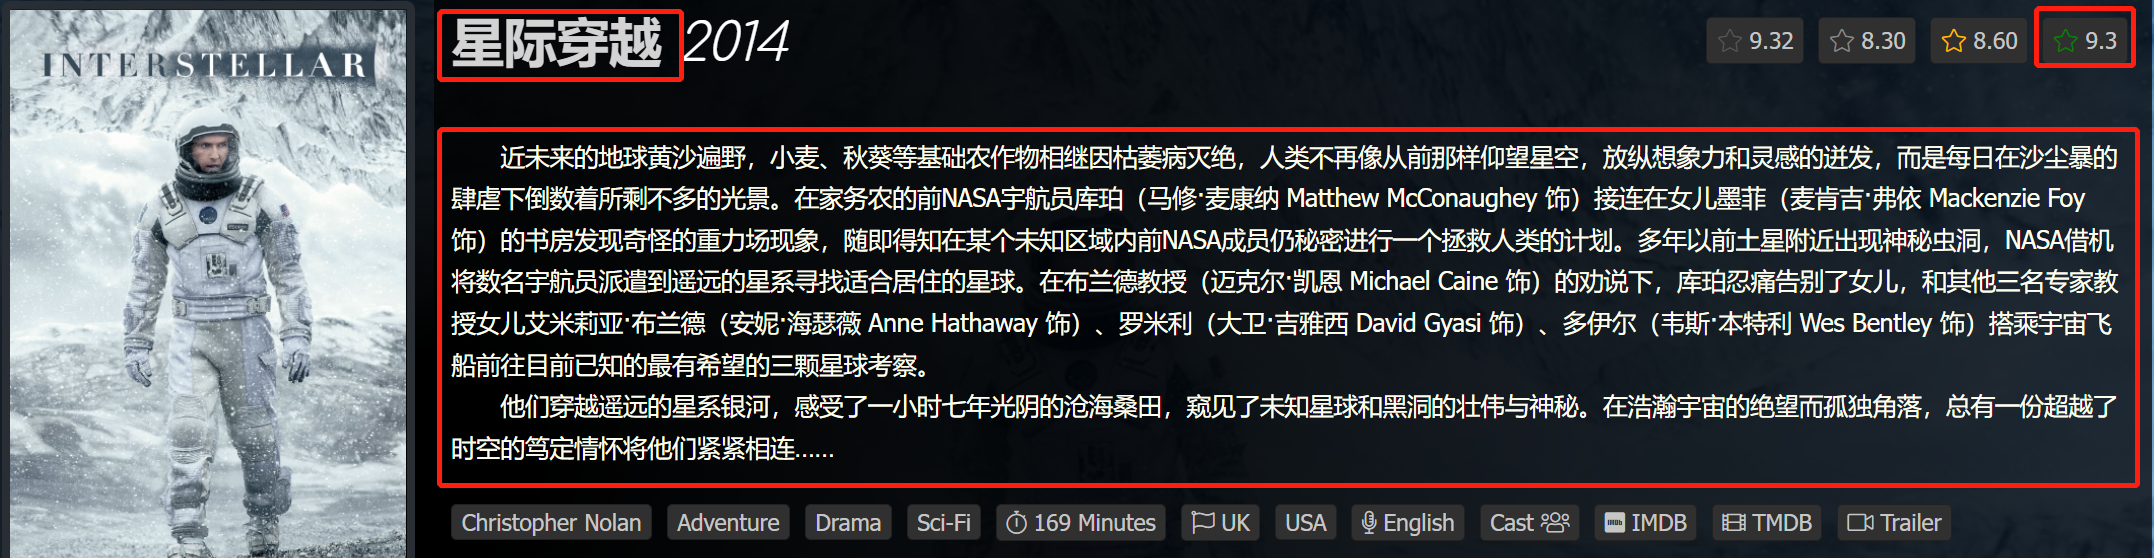 INTERSTELLAR
星际穿越 2014
9.32
8.30
8.60
9.3
近未来的地球黄沙遍野，小麦、秋葵等基础农作物相继因枯萎病灭绝，人类不再像从前那样仰望星空，放纵想象力和灵感的迸发，而是每日在沙尘暴的
肆虐下倒数着所剩不多的光景。在家务农的前NASA宇航员库珀（马修·麦康纳 Matthew McConaughey 饰）接连在女儿墨菲（麦肯吉·弗依 Mackenzie Foy
饰）的书房发现奇怪的重力场现象，随即得知在某个未知区域内前NASA成员仍秘密进行一个拯救人类的计划。多年以前土星附近出现神秘虫洞，NASA借机
将数名宇航员派遣到遥远的星系寻找适合居住的星球。在布兰德教授（迈克尔·凯恩 Michael Caine 饰）的劝说下，库珀忍痛告别了女儿，和其他三名专家教
授女儿艾米莉亚·布兰德（安妮·海瑟薇 Anne Hathaway 饰）、罗米利（大卫·吉雅西 David Gyasi 饰）、多伊尔（韦斯·本特利 Wes Bentley 饰）搭乘宇宙飞
船前往目前已知的最有希望的三颗星球考察。
他们穿越遥远的星系银河，感受了一小时七年光阴的沧海桑田，窥见了未知星球和黑洞的壮伟与神秘。在浩瀚宇宙的绝望而孤独角落，总有一份超越了
时空的笃定情怀将他们紧紧相连……
Christopher Nolan
Adventure
Drama
Sci-Fi
169 Minutes
UK
USA
English
Cast
IMDb IMDB
TMDB
Trailer